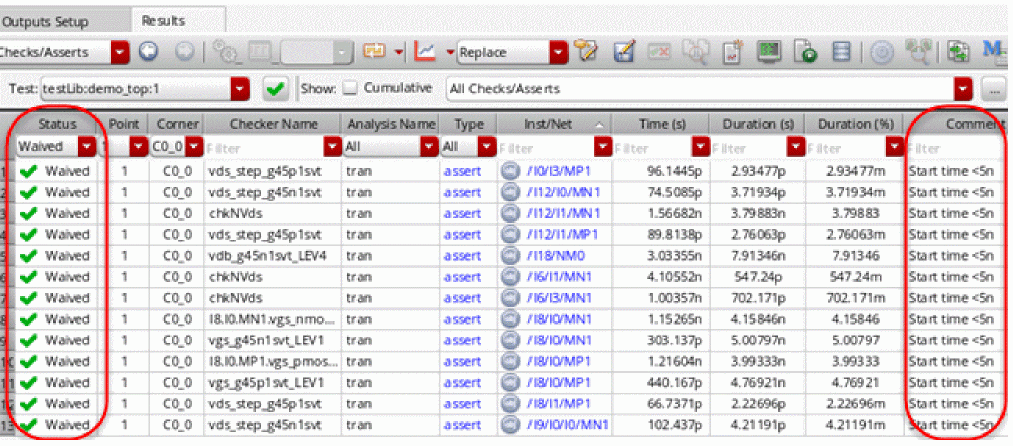 Outputs Setup Results
Checks/Asserts Replace
Test: testLib:demo_top:1 Show: Cumulative All Checks/Asserts ...
Status Point Corner Checker Name Analysis Name Type Inst/Net Time (s) Duration (s) Duration (%) Comment
Waived C0_0 Filter All All Filter Filter Filter Filter Filter
1 Waived 1 C0_0 vds_step_g45p1svt tran assert /I0/I3/MP1 96.1445p 2.93477p 2.93477m Start time <5n
2 Waived 1 C0_0 vds_step_g45p1svt tran assert /I12/I0/MN1 74.5085p 3.71934p 3.71934m Start time <5n
3 Waived 1 C0_0 chkNVds tran assert /I12/I1/MN1 1.56682n 3.79883n 3.79883 Start time <5n
4 Waived 1 C0_0 vds_step_g45p1svt tran assert /I12/I1/MP1 89.8138p 2.76063p 2.76063m Start time <5n
5 Waived 1 C0_0 vdb_g45n1svt_LEV4 tran assert /I18/NM0 3.03355n 7.91346n 7.91346 Start time <5n
6 Waived 1 C0_0 chkNVds tran assert /I6/I1/MN1 4.10552n 547.24p 547.24m Start time <5n
7 Waived 1 C0_0 chkNVds tran assert /I6/I3/MN1 1.00357n 702.171p 702.171m Start time <5n
8 Waived 1 C0_0 I8.I0.MN1.vgs_nmo... tran assert /I8/I0/MN1 1.15265n 4.15846n 4.15846 Start time <5n
9 Waived 1 C0_0 vgs_g45n1svt_LEV1 tran assert /I8/I0/MN1 303.137p 5.00797n 5.00797 Start time <5n
10 Waived 1 C0_0 I8.I0.MP1.vgs_pmos... tran assert /I8/I0/MP1 1.21604n 3.99333n 3.99333 Start time <5n
11 Waived 1 C0_0 vgs_g45p1svt_LEV1 tran assert /I8/I0/MP1 440.167p 4.76921n 4.76921 Start time <5n
12 Waived 1 C0_0 vds_step_g45p1svt tran assert /I8/I1/MP1 66.7371p 2.22696p 2.22696m Start time <5n
13 Waived 1 C0_0 vds_step_g45n1svt tran assert /I9/I0/I0/MN1 102.437p 4.21191p 4.21191m Start time <5n